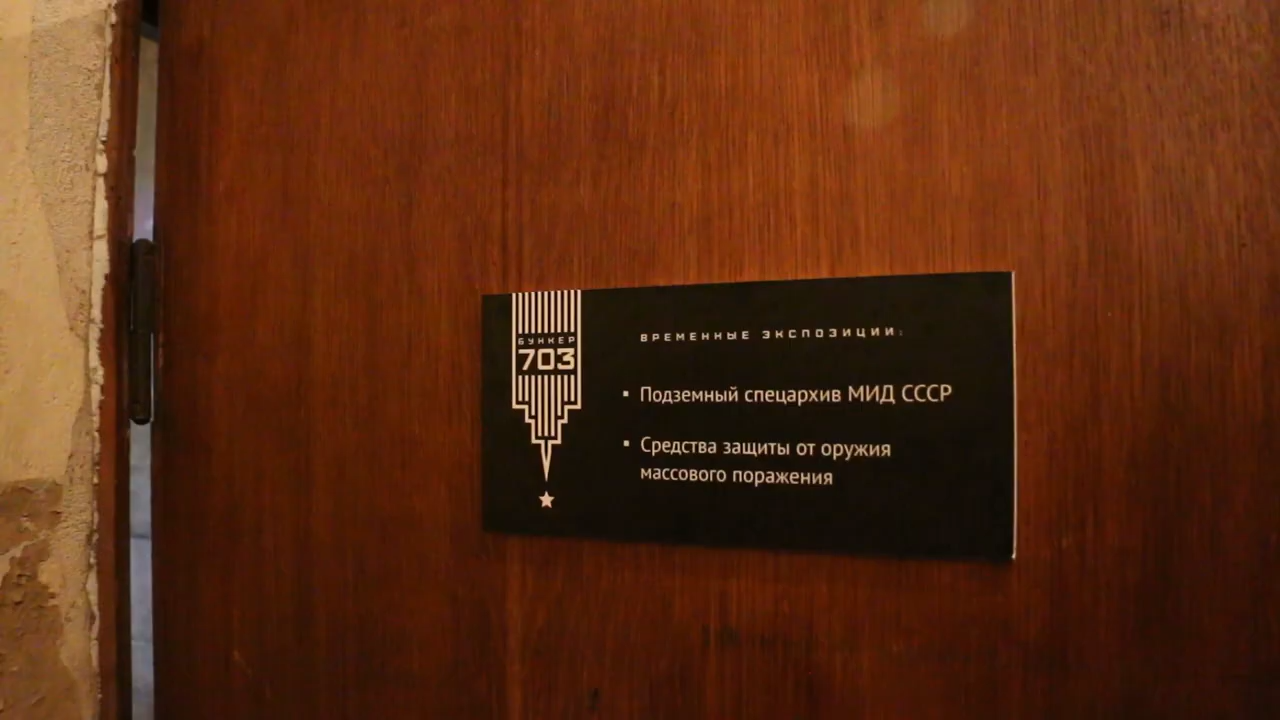 БУНКЕР
703
ВРЕМЕННЫЕ ЭКСПОЗИЦИИ:
▪ Подземный спецархив МИД СССР
▪ Средства защиты от оружия
массового поражения